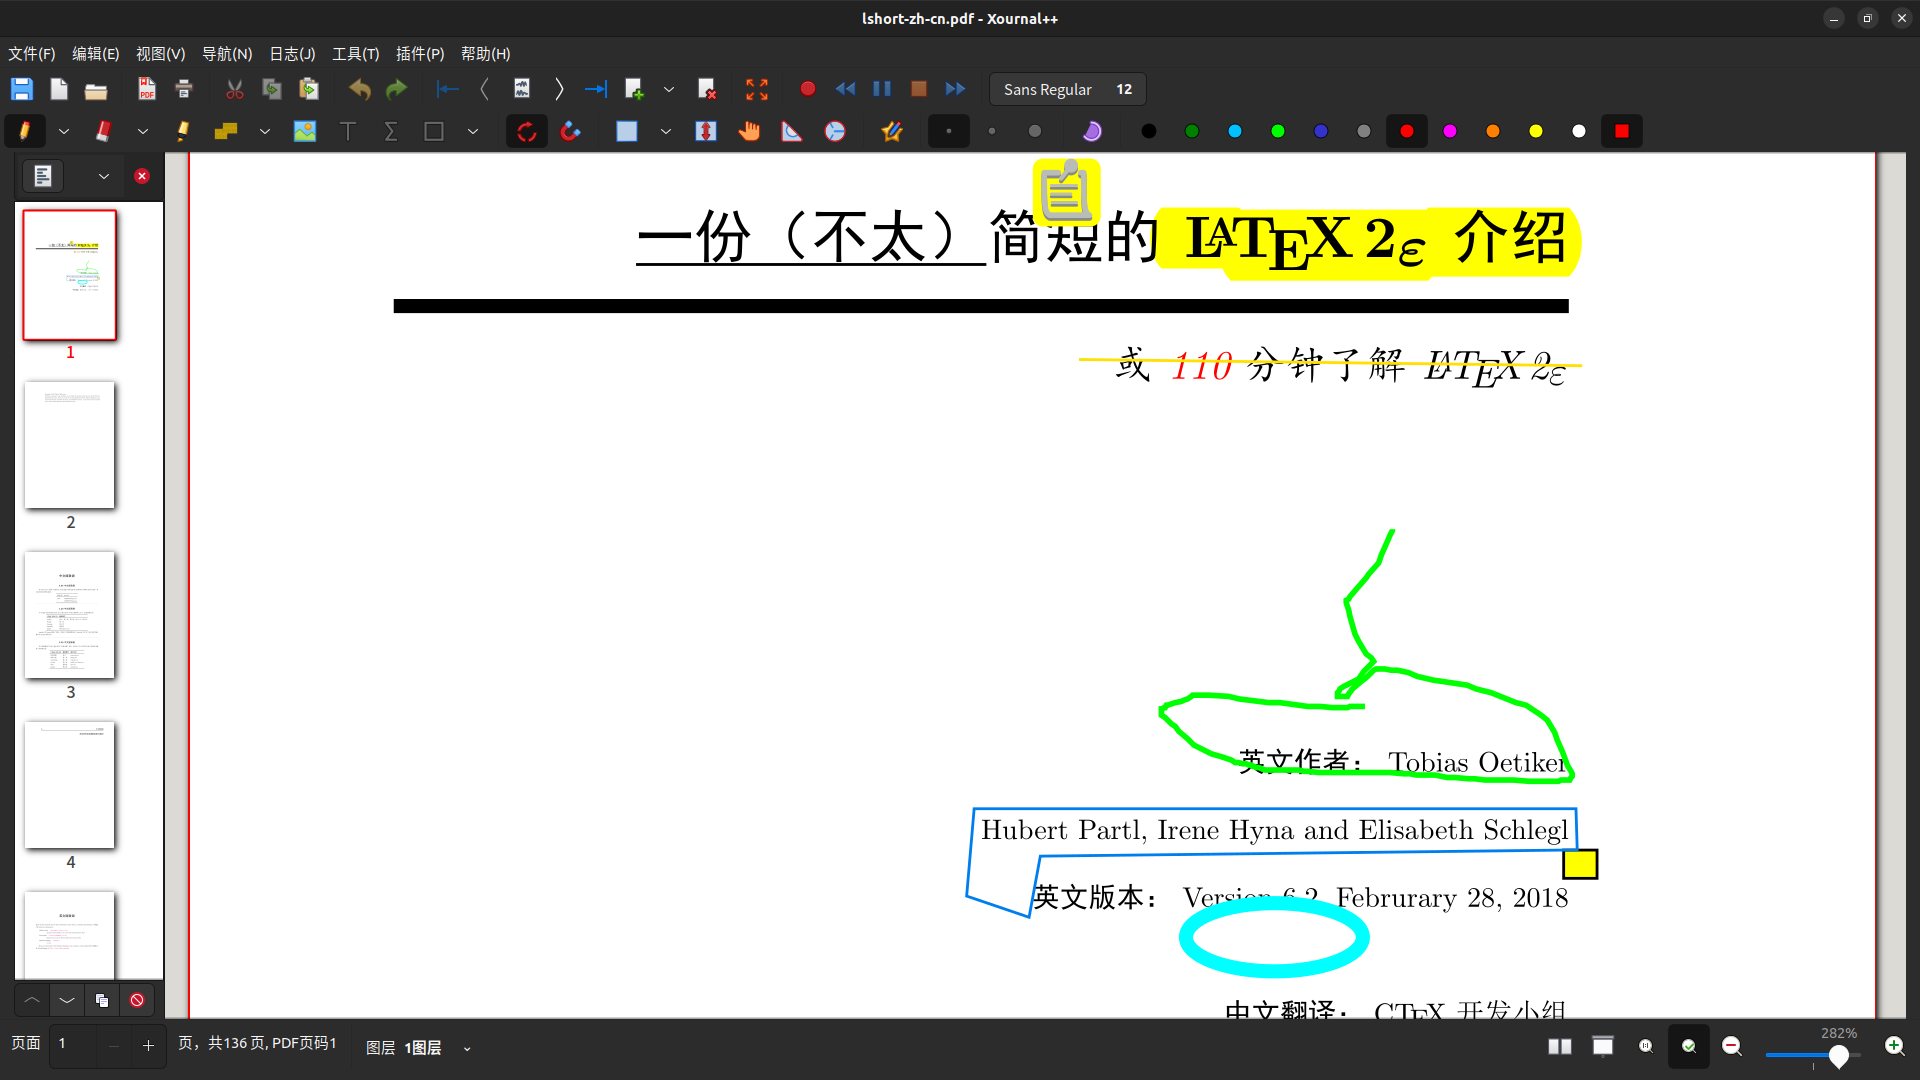 lshort-zh-cn.pdf - Xournal++
文件(F) 编辑(E) 视图(V) 导航(N) 日志(J) 工具(T) 插件(P) 帮助(H)
Sans Regular 12
一份（不太）简短的 LATEX 2ε 介绍
或 110 分钟了解 LATEX 2ε
英文作者： Tobias Oetiker
Hubert Partl, Irene Hyna and Elisabeth Schlegl
英文版本： Version 6.2, Februrary 28, 2018
中文翻译： CTEX 开发小组
1
2
3
4
页面 1 页，共136 页, PDF页码1 图层 1图层
282%